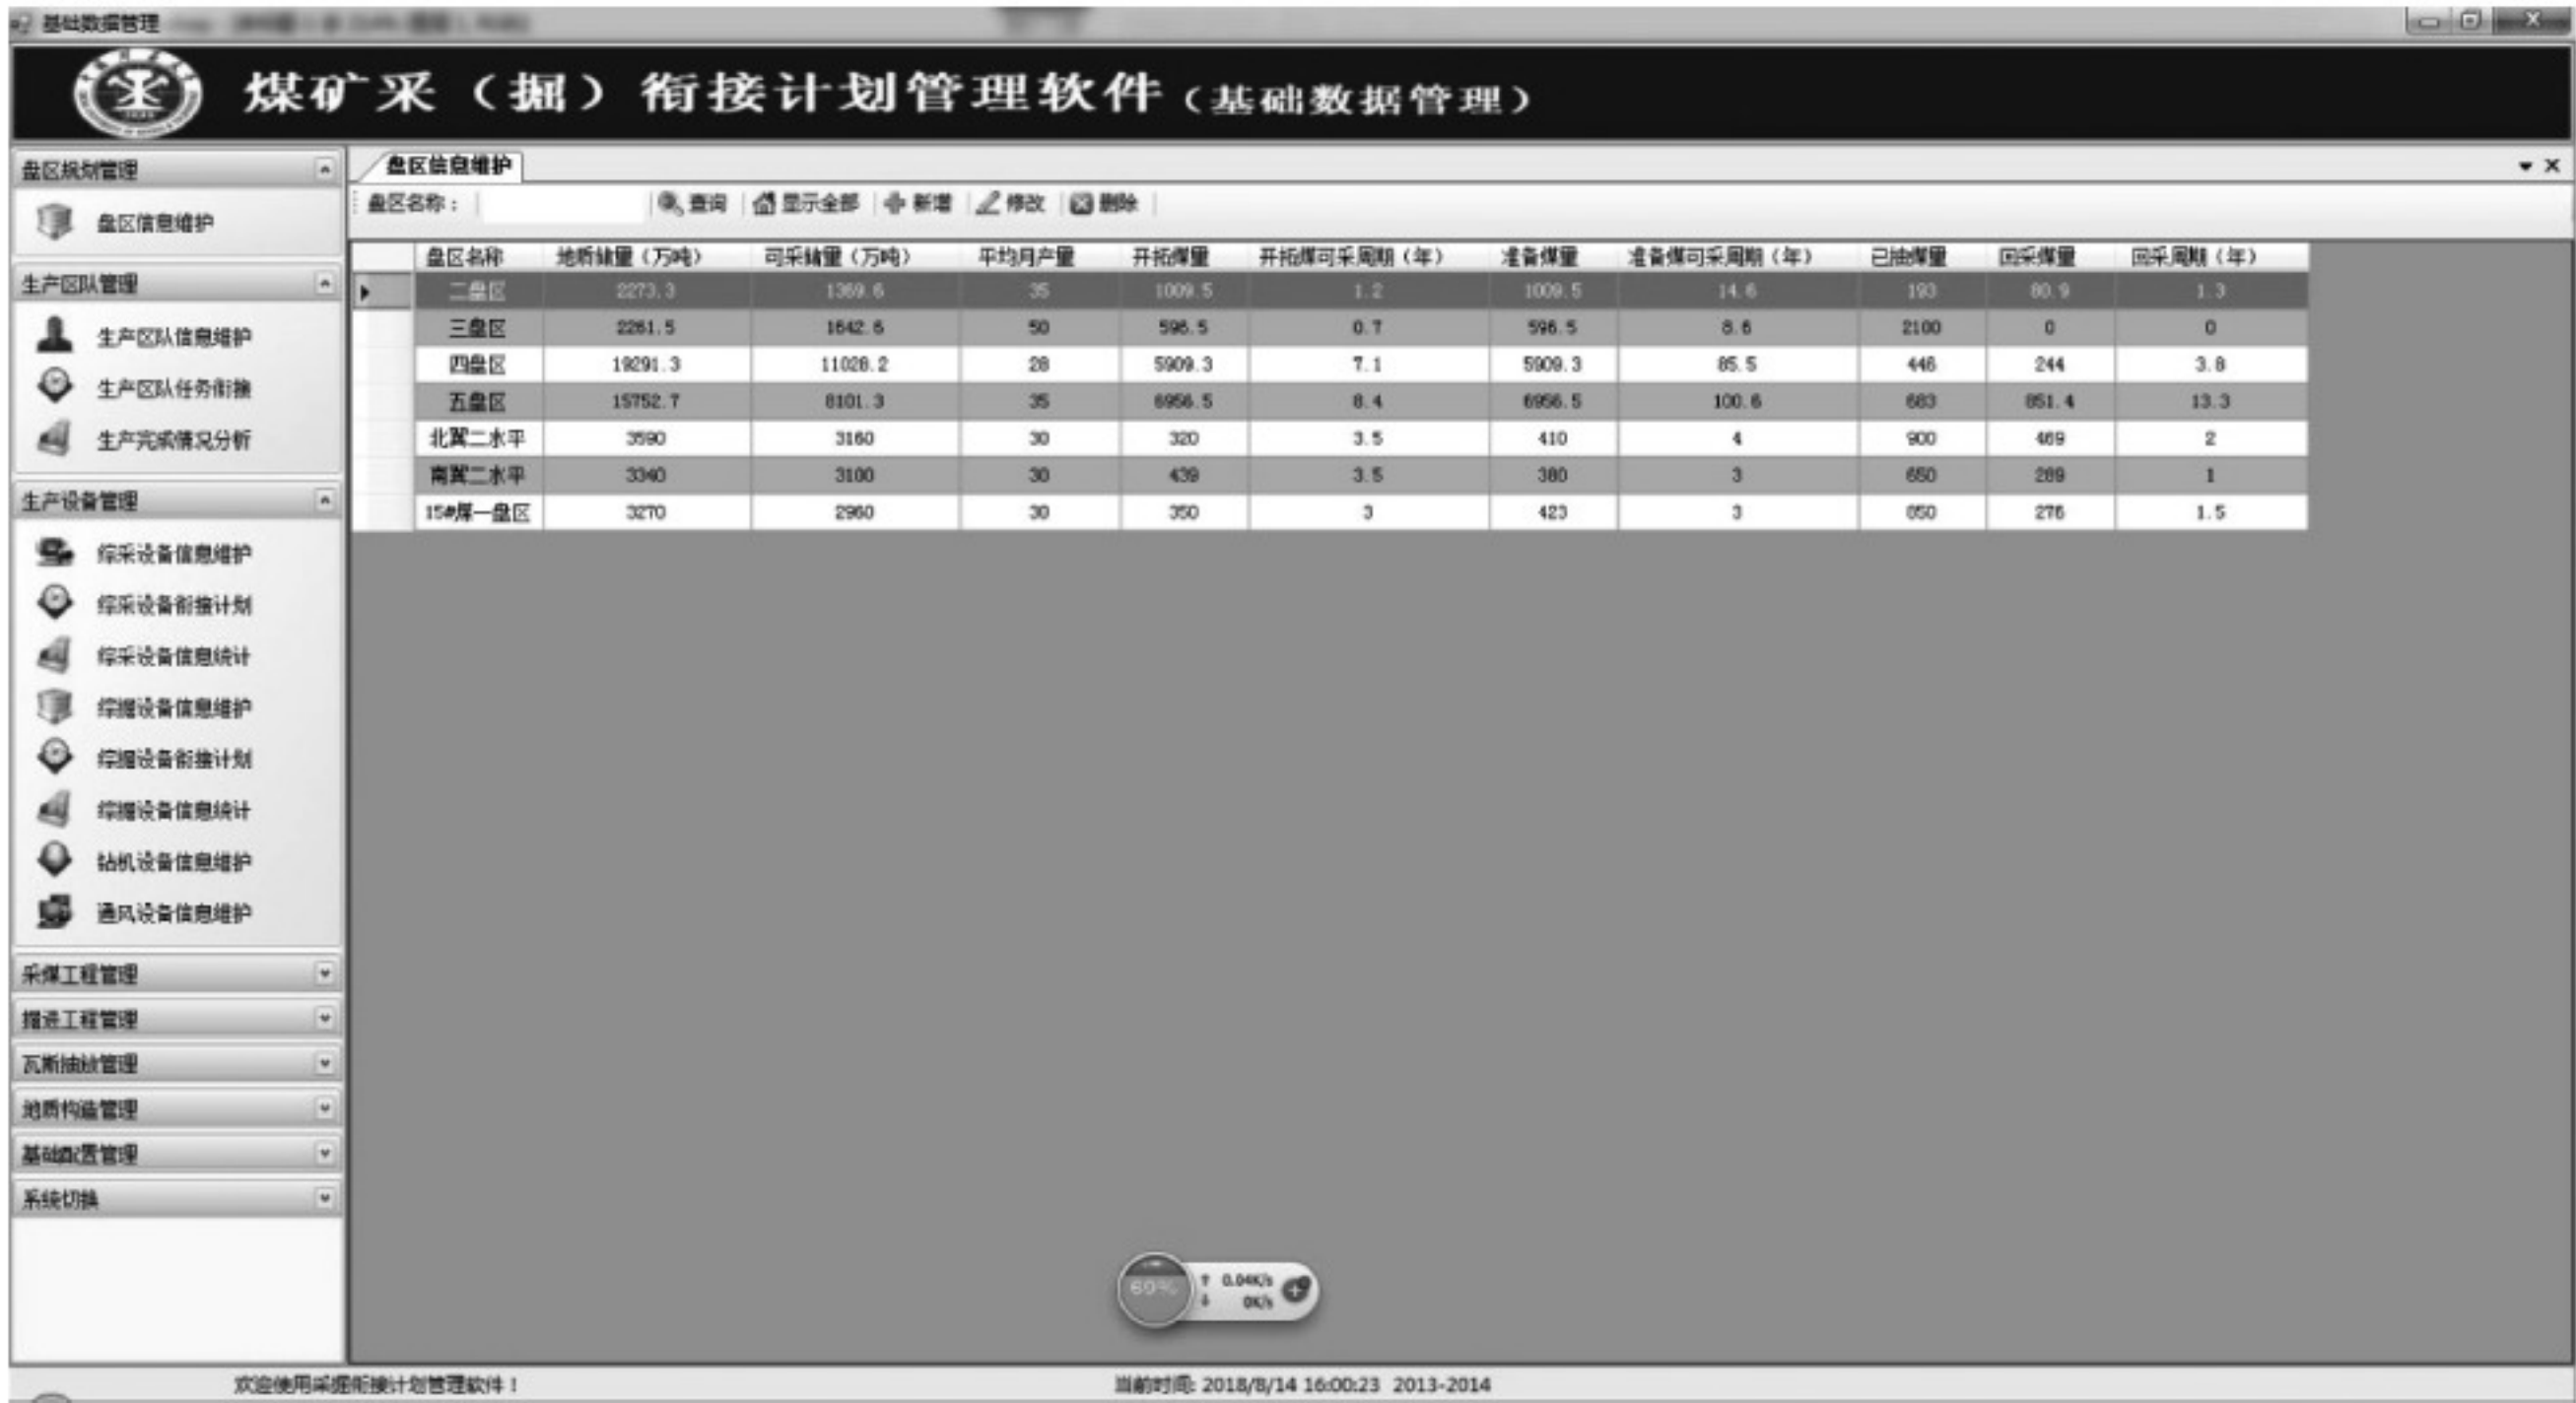 基础数据管理
煤矿采（掘）衔接计划管理软件（基础数据管理）
盘区规划管理
盘区信息维护
生产区队管理
生产区队信息维护
生产区队任务衔接
生产完成情况分析
生产设备管理
综采设备信息维护
综采设备衔接计划
综采设备信息统计
综掘设备信息维护
综掘设备衔接计划
综掘设备信息统计
钻机设备信息维护
通风设备信息维护
采煤工程管理
掘进工程管理
瓦斯抽放管理
地质构造管理
基础配置管理
系统切换
盘区信息维护
盘区名称： 查询 显示全部 新增 修改 删除
盘区名称 地质储量（万吨） 可采储量（万吨） 平均月产量 开拓煤量 开拓煤可采周期（年） 准备煤量 准备煤可采周期（年） 已抽煤量 回采煤量 回采周期（年）
二盘区 2273.3 1369.6 35 1009.5 1.2 1009.5 14.6 193 80.9 1.3
三盘区 2261.5 1642.6 50 596.5 0.7 596.5 8.6 2100 0 0
四盘区 19291.3 11028.2 28 5909.3 7.1 5909.3 85.5 446 244 3.8
五盘区 15752.7 8101.3 35 6956.5 8.4 6956.5 100.6 683 851.4 13.3
北翼二水平 3590 3160 30 320 3.5 410 4 900 469 2
南翼二水平 3340 3100 30 439 3.5 380 3 650 289 1
15#煤一盘区 3270 2960 30 350 3 423 3 276 1.5
69% 0.04K/s
0K/s
欢迎使用采掘衔接计划管理软件！ 当前时间: 2018/8/14 16:00:23 2013-2014